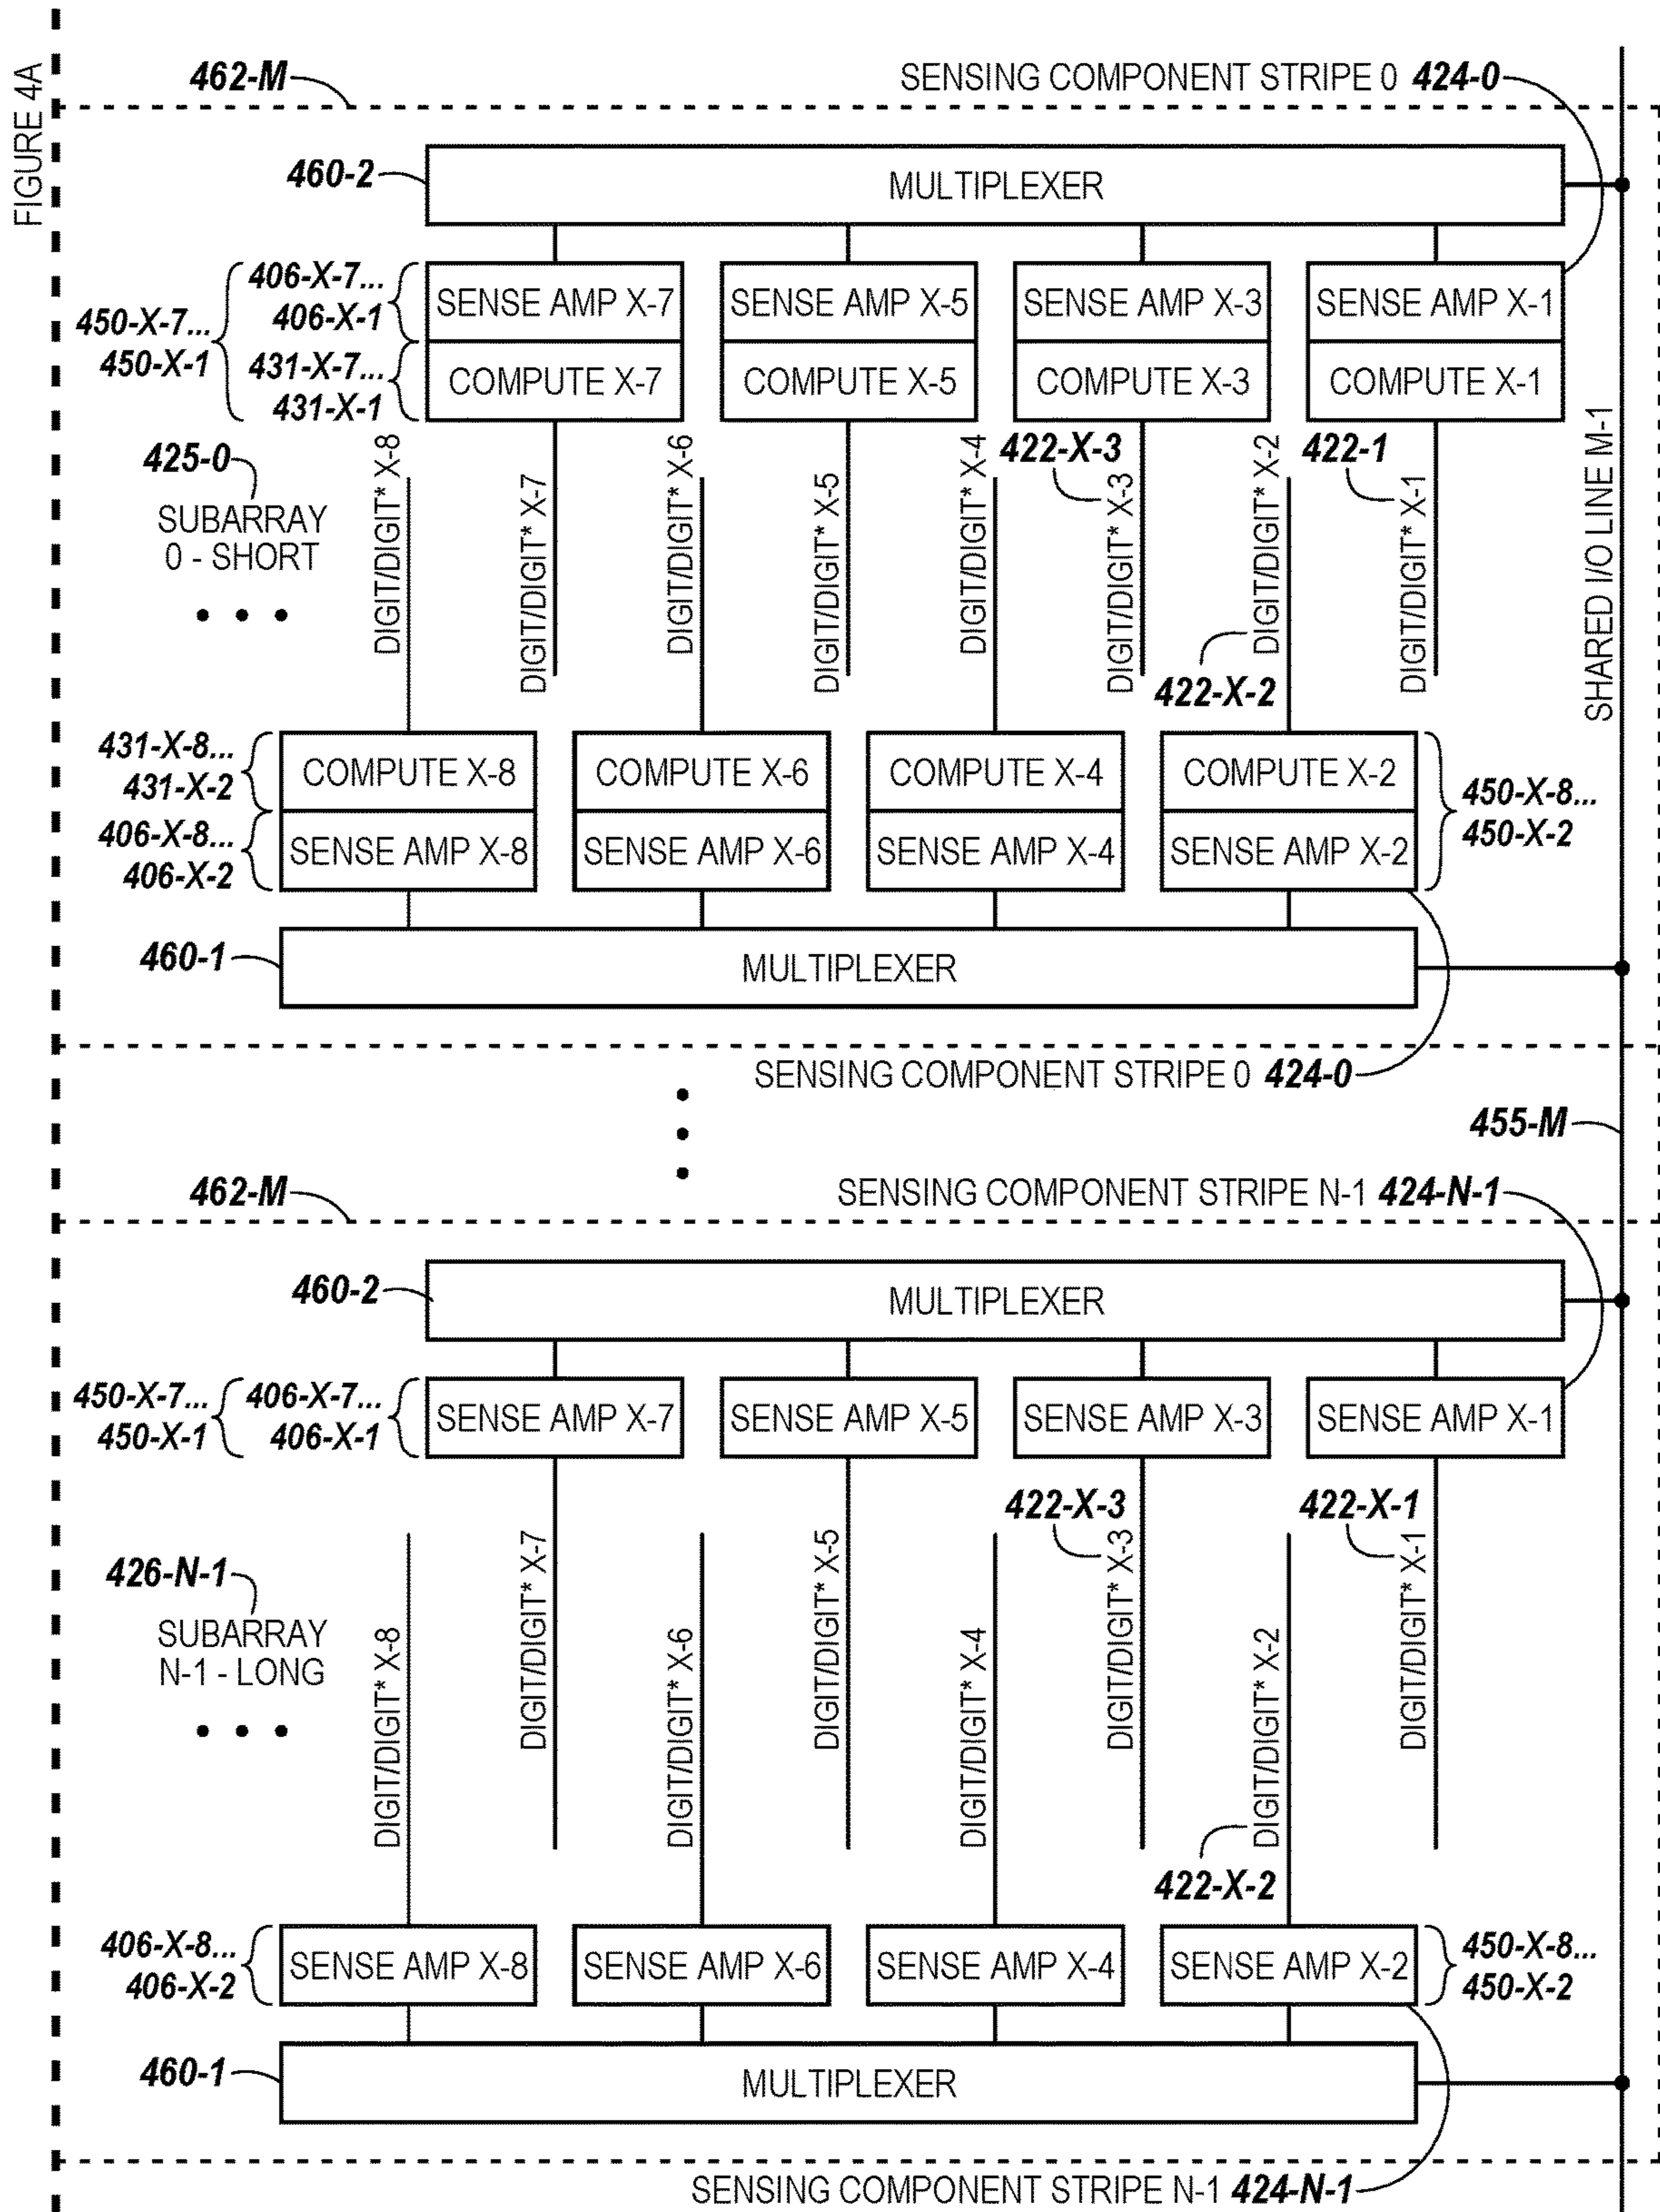 FIGURE 4A
462-M
SENSING COMPONENT STRIPE 0 424-0
460-2
MULTIPLEXER
450-X-7...
450-X-1
406-X-7...
406-X-1
431-X-7...
431-X-1
SENSE AMP X-7
SENSE AMP X-5
SENSE AMP X-3
SENSE AMP X-1
COMPUTE X-7
COMPUTE X-5
COMPUTE X-3
COMPUTE X-1
425-0
SUBARRAY
0 - SHORT
• • •
DIGIT/DIGIT* X-8
DIGIT/DIGIT* X-7
DIGIT/DIGIT* X-6
DIGIT/DIGIT* X-5
DIGIT/DIGIT* X-4
422-X-3
DIGIT/DIGIT* X-3
422-X-2
DIGIT/DIGIT* X-2
422-1
DIGIT/DIGIT* X-1
SHARED I/O LINE M-1
431-X-8...
431-X-2
406-X-8...
406-X-2
COMPUTE X-8
COMPUTE X-6
COMPUTE X-4
COMPUTE X-2
SENSE AMP X-8
SENSE AMP X-6
SENSE AMP X-4
SENSE AMP X-2
450-X-8...
450-X-2
460-1
MULTIPLEXER
SENSING COMPONENT STRIPE 0 424-0
455-M
462-M
SENSING COMPONENT STRIPE N-1 424-N-1
460-2
MULTIPLEXER
450-X-7...
450-X-1
406-X-7...
406-X-1
SENSE AMP X-7
SENSE AMP X-5
SENSE AMP X-3
SENSE AMP X-1
426-N-1
SUBARRAY
N-1 - LONG
• • •
DIGIT/DIGIT* X-8
DIGIT/DIGIT* X-7
DIGIT/DIGIT* X-6
DIGIT/DIGIT* X-5
DIGIT/DIGIT* X-4
422-X-3
DIGIT/DIGIT* X-3
422-X-2
DIGIT/DIGIT* X-2
422-X-1
DIGIT/DIGIT* X-1
406-X-8...
406-X-2
SENSE AMP X-8
SENSE AMP X-6
SENSE AMP X-4
SENSE AMP X-2
450-X-8...
450-X-2
460-1
MULTIPLEXER
SENSING COMPONENT STRIPE N-1 424-N-1